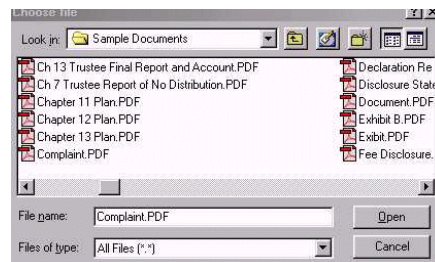 Choose file
Look in: Sample Documents
Ch 13 Trustee Final Report and Account.PDF
Ch 7 Trustee Report of No Distribution.PDF
Chapter 11 Plan.PDF
Chapter 12 Plan.PDF
Chapter 13 Plan.PDF
Complaint.PDF
Declaration Re
Disclosure State
Document.PDF
Exhibit B.PDF
Exibit.PDF
Fee Disclosure.
File name: Complaint.PDF Open
Files of type: All Files (*.*) Cancel